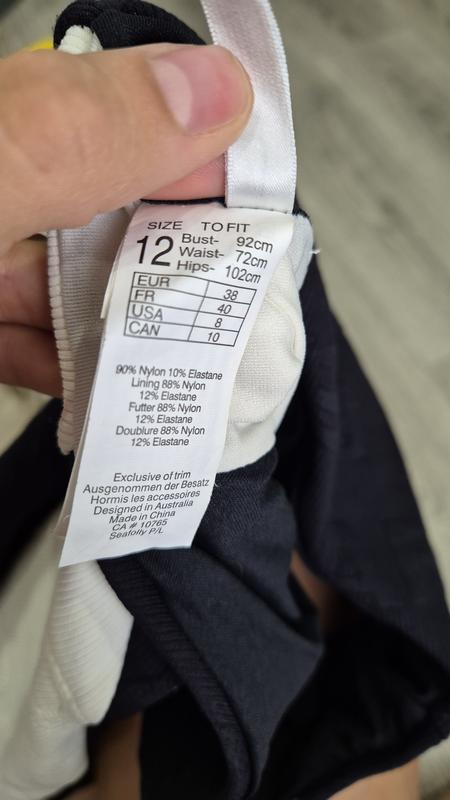 SIZE TO FIT
12 Bust- 92cm
Waist- 72cm
Hips- 102cm
EUR 38
FR 40
USA 8
CAN 10
90% Nylon 10% Elastane
Lining 88% Nylon
12% Elastane
Futter 88% Nylon
12% Elastane
Doublure 88% Nylon
12% Elastane
Exclusive of trim
Ausgenommen der Besatz
Hormis les accessoires
Designed in Australia
Made in China
CA # 10765
Seafolly P/L